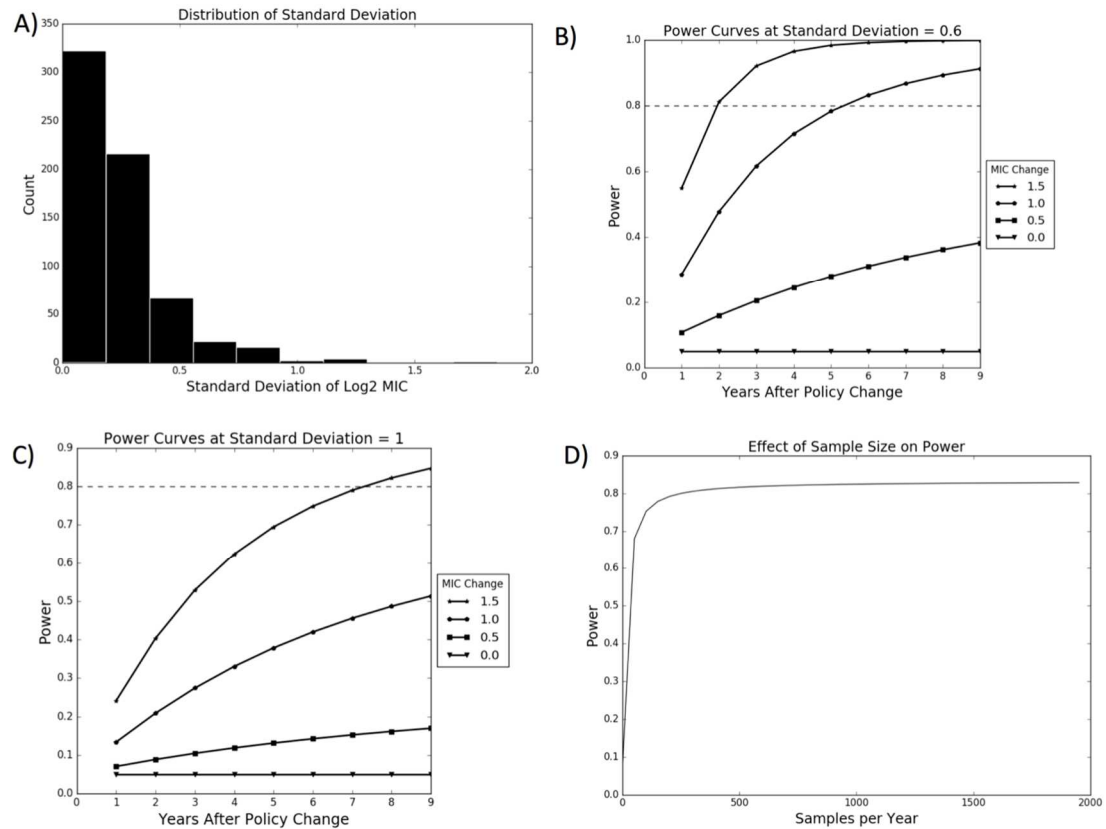 A)
Distribution of Standard Deviation
350
300
250
200
150
100
50
0
Count
0.0 0.5 1.0 1.5 2.0
Standard Deviation of Log2 MIC
B)
Power Curves at Standard Deviation = 0.6
1.0
0.8
0.6
0.4
0.2
0.0
Power
0 1 2 3 4 5 6 7 8 9
Years After Policy Change
MIC Change
1.5
1.0
0.5
0.0
C)
Power Curves at Standard Deviation = 1
0.9
0.8
0.7
0.6
0.5
0.4
0.3
0.2
0.1
0.0
Power
0 1 2 3 4 5 6 7 8 9
Years After Policy Change
MIC Change
1.5
1.0
0.5
0.0
D)
Effect of Sample Size on Power
0.9
0.8
0.7
0.6
0.5
0.4
0.3
0.2
0.1
0.0
Power
0 500 1000 1500 2000
Samples per Year